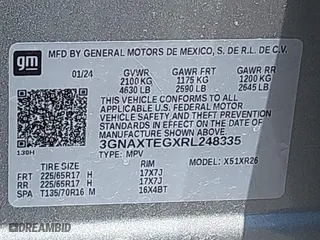 MFD BY GENERAL MOTORS DE MEXICO, S. DE R.L. DE C.V.
gm
01/24 GVWR GAWR FRT GAWR RR
2100 KG 1175 KG 1200 KG
4630 LB 2590 LB 2645 LB
THIS VEHICLE CONFORMS TO ALL
APPLICABLE U.S. FEDERAL MOTOR
VEHICLE SAFETY, BUMPER, AND THEFT
PREVENTION STANDARDS IN EFFECT ON
THE DATE OF MANUFACTURE SHOWN ABOVE.
130H
3GNAXTEGXRL248335
TYPE: MPV MODEL: X51XR26
TIRE SIZE RIM
FRT 225/65R17 H 17X7J
RR 225/65R17 H 17X7J
SPA T135/70R16 M 16X4BT
© DREAMBID.COM